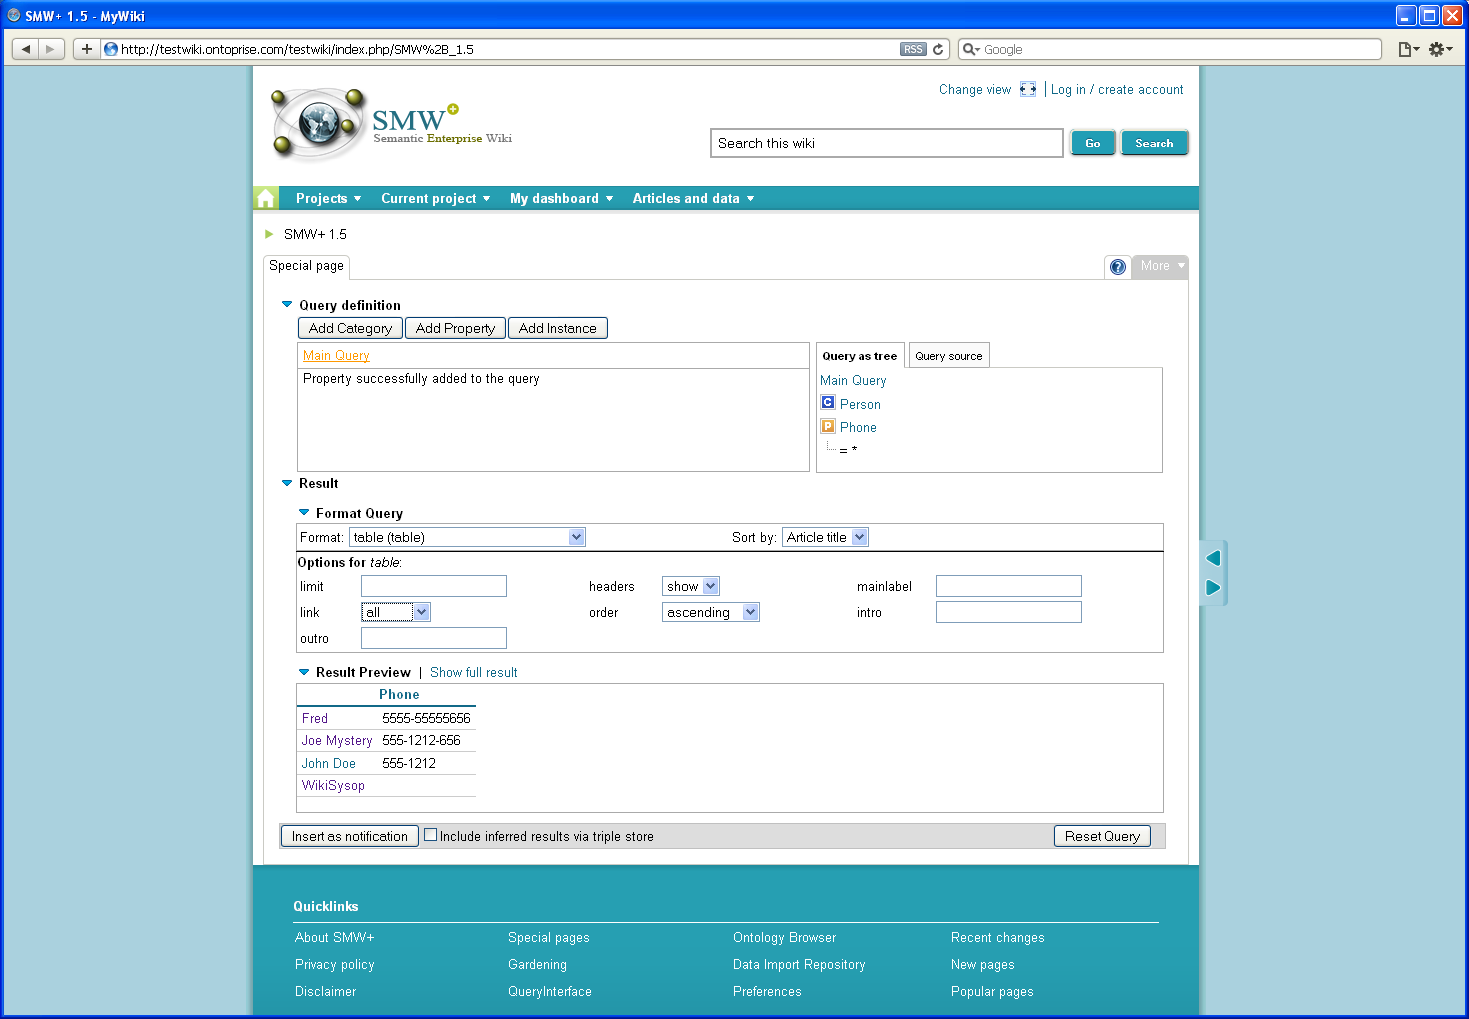 SMW+ 1.5 - MyWiki
http://testwiki.ontoprise.com/testwiki/index.php/SMW%2B_1.5 RSS Google
Change view Log in / create account
SMW+
Semantic Enterprise Wiki
Search this wiki Go Search
Projects Current project My dashboard Articles and data
SMW+ 1.5
Special page ? More
Query definition
Add Category Add Property Add Instance
Main Query Query as tree Query source
Property successfully added to the query
Main Query
C Person
P Phone
= *
Result
Format Query
Format: table (table) Sort by: Article title
Options for table:
limit headers show mainlabel
link all order ascending intro
outro
Result Preview | Show full result
Phone
Fred 5555-55555656
Joe Mystery 555-1212-656
John Doe 555-1212
WikiSysop
Insert as notification Include inferred results via triple store Reset Query
Quicklinks
About SMW+ Special pages Ontology Browser Recent changes
Privacy policy Gardening Data Import Repository New pages
Disclaimer QueryInterface Preferences Popular pages